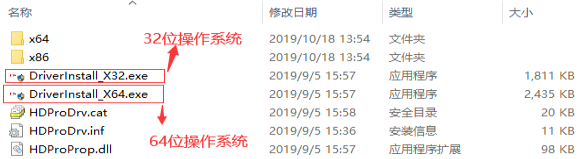 名称 修改日期 类型 大小
32位操作系统
x64 2019/10/18 13:54 文件夹
x86 2019/10/18 13:54 文件夹
DriverInstall_X32.exe 2019/9/5 15:57 应用程序 1,811 KB
DriverInstall_X64.exe 2019/9/5 15:57 应用程序 2,435 KB
HDProDrv.cat 2019/9/5 15:58 安全目录 20 KB
HDProDrv.inf 2019/9/5 15:36 安装信息 11 KB
64位操作系统
HDProProp.dll 2019/9/5 15:57 应用程序扩展 98 KB